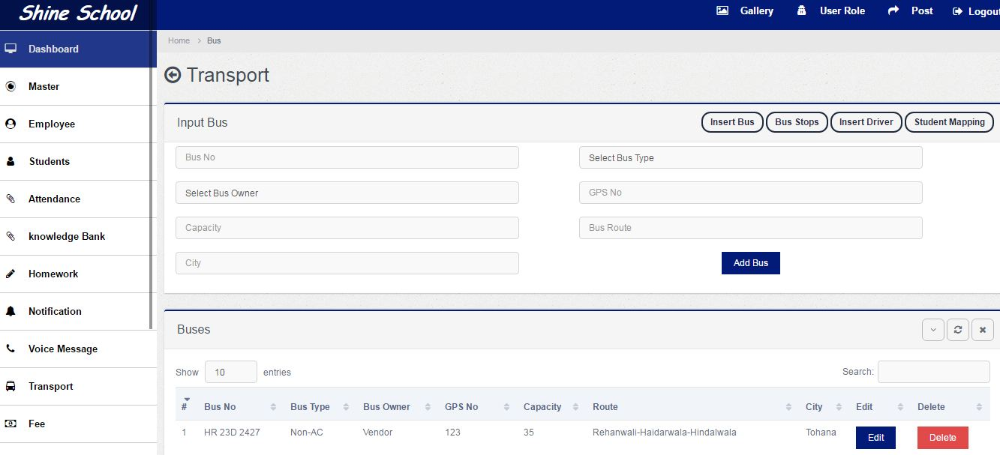 Shine School
Gallery User Role Post Logout
Dashboard
Master
Employee
Students
Attendance
knowledge Bank
Homework
Notification
Voice Message
Transport
Fee
Home > Bus
Transport
Input Bus
Insert Bus Bus Stops Insert Driver Student Mapping
Bus No Select Bus Type
Select Bus Owner GPS No
Capacity Bus Route
City Add Bus
Buses
Show 10 entries Search:
# Bus No Bus Type Bus Owner GPS No Capacity Route City Edit Delete
1 HR 23D 2427 Non-AC Vendor 123 35 Rehanwali-Haidarwala-Hindalwala Tohana Edit Delete